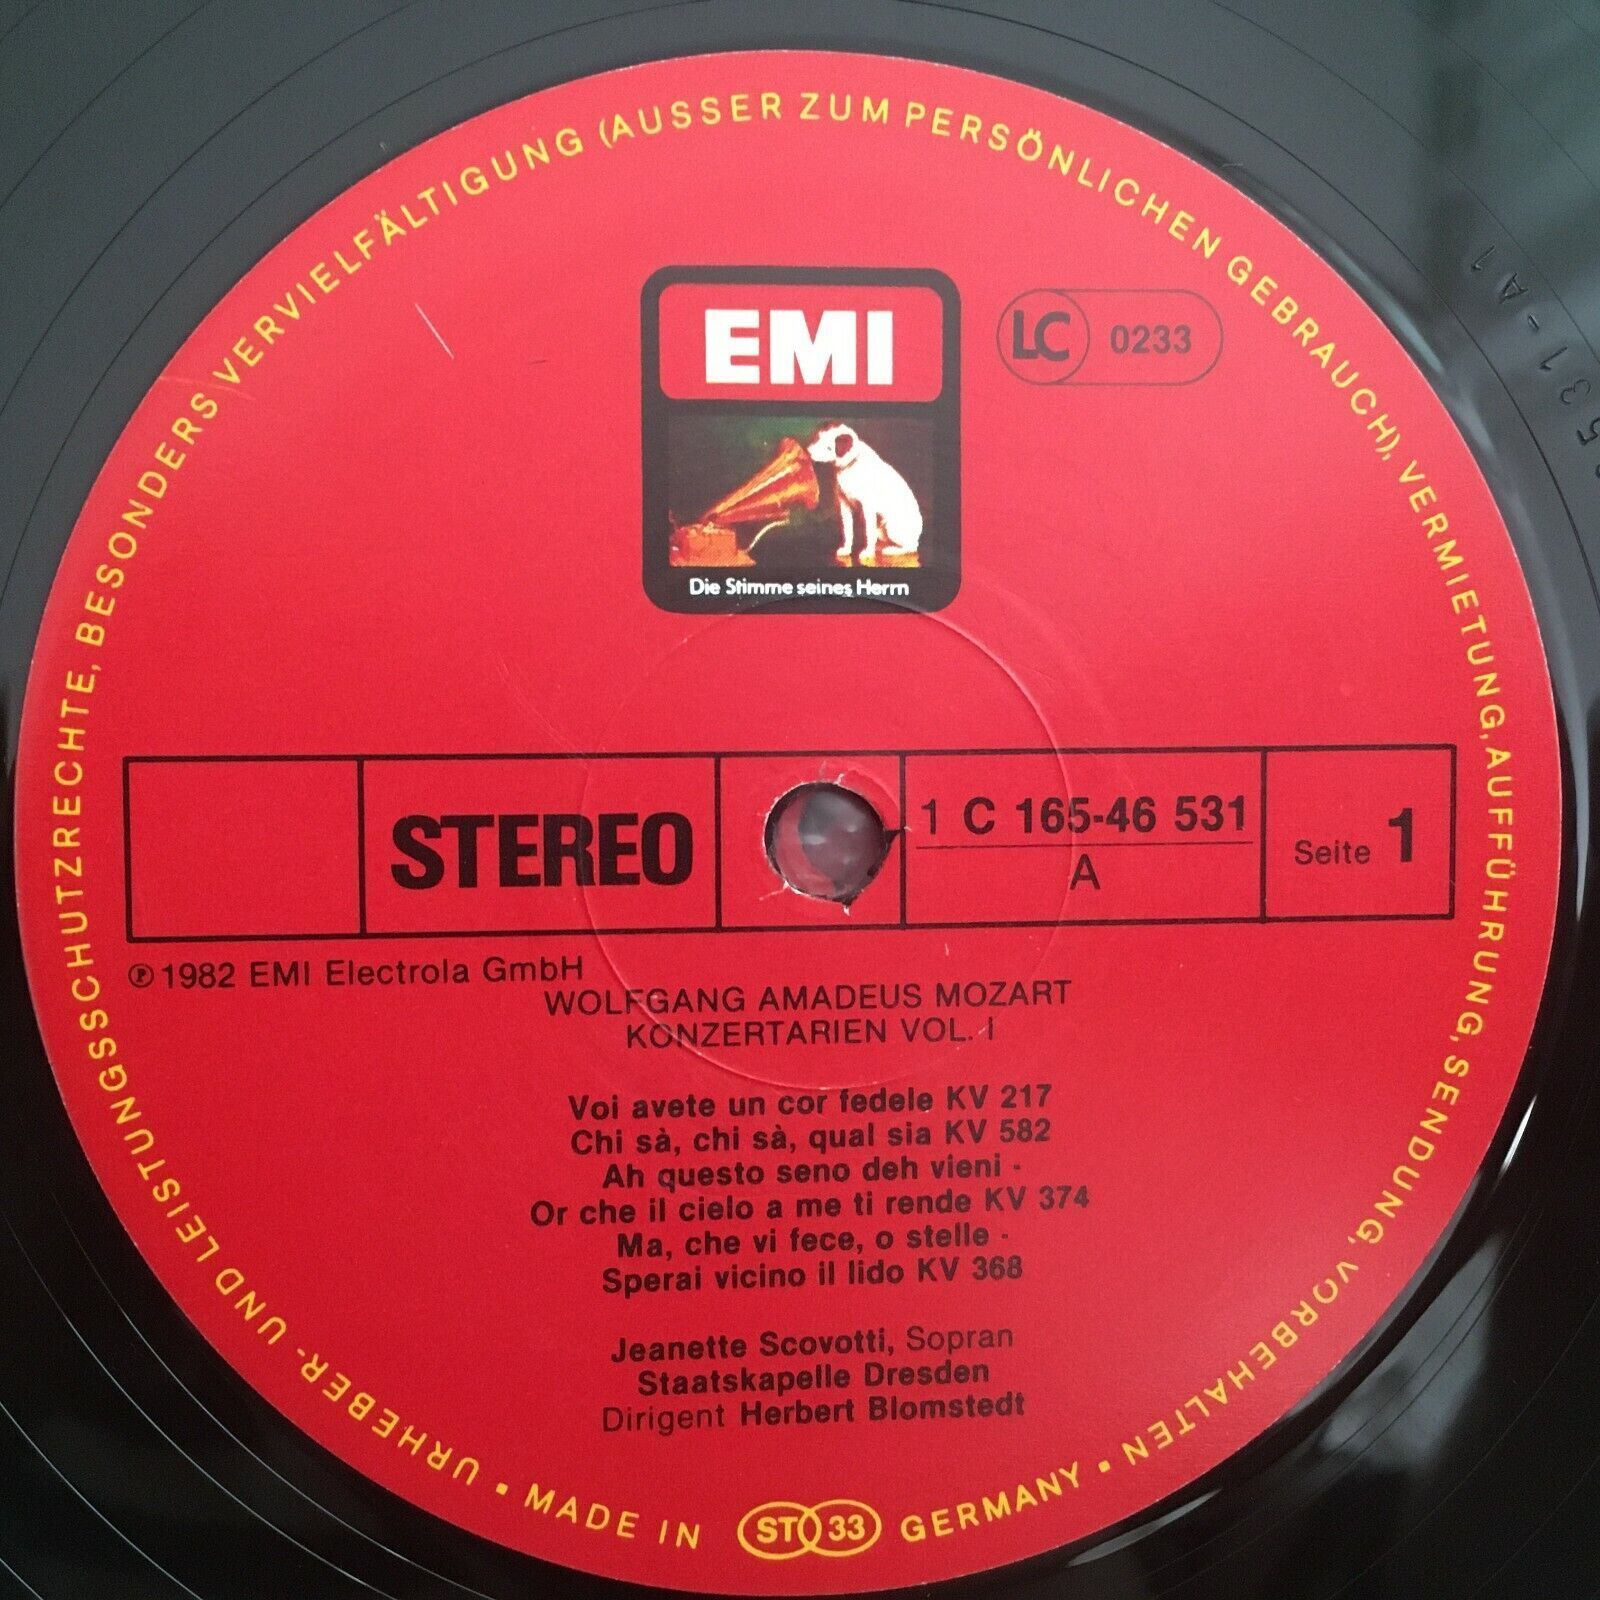 URHEBER- UND LEISTUNGSSCHUTZRECHTE, BESONDERS VERVIELFÄLTIGUNG (AUSSER ZUM PERSÖNLICHEN GEBRAUCH), VERMIETUNG, AUFFÜHRUNG, SENDUNG, VORBEHALTEN •
EMI
LC 0233
Die Stimme seines Herrn
STEREO
1 C 165-46 531
A
Seite 1
℗ 1982 EMI Electrola GmbH
WOLFGANG AMADEUS MOZART
KONZERTARIEN VOL. I
Voi avete un cor fedele KV 217
Chi sà, chi sà, qual sia KV 582
Ah questo seno deh vieni -
Or che il cielo a me ti rende KV 374
Ma, che vi fece, o stelle -
Sperai vicino il lido KV 368
Jeanette Scovotti, Sopran
Staatskapelle Dresden
Dirigent Herbert Blomstedt
• MADE IN ST 33 GERMANY •
531-A1